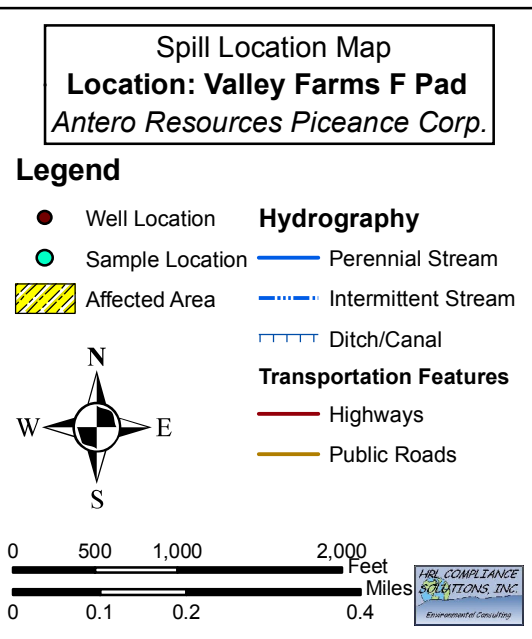 Spill Location Map
Location: Valley Farms F Pad
Antero Resources Piceance Corp.
Legend
Well Location
Sample Location
Affected Area
Hydrography
Perennial Stream
Intermittent Stream
Ditch/Canal
Transportation Features
Highways
Public Roads
N
W E
S
0 500 1,000 2,000
Feet
Miles
0 0.1 0.2 0.4
HRL COMPLIANCE
SOLUTIONS, INC.
Environmental Consulting